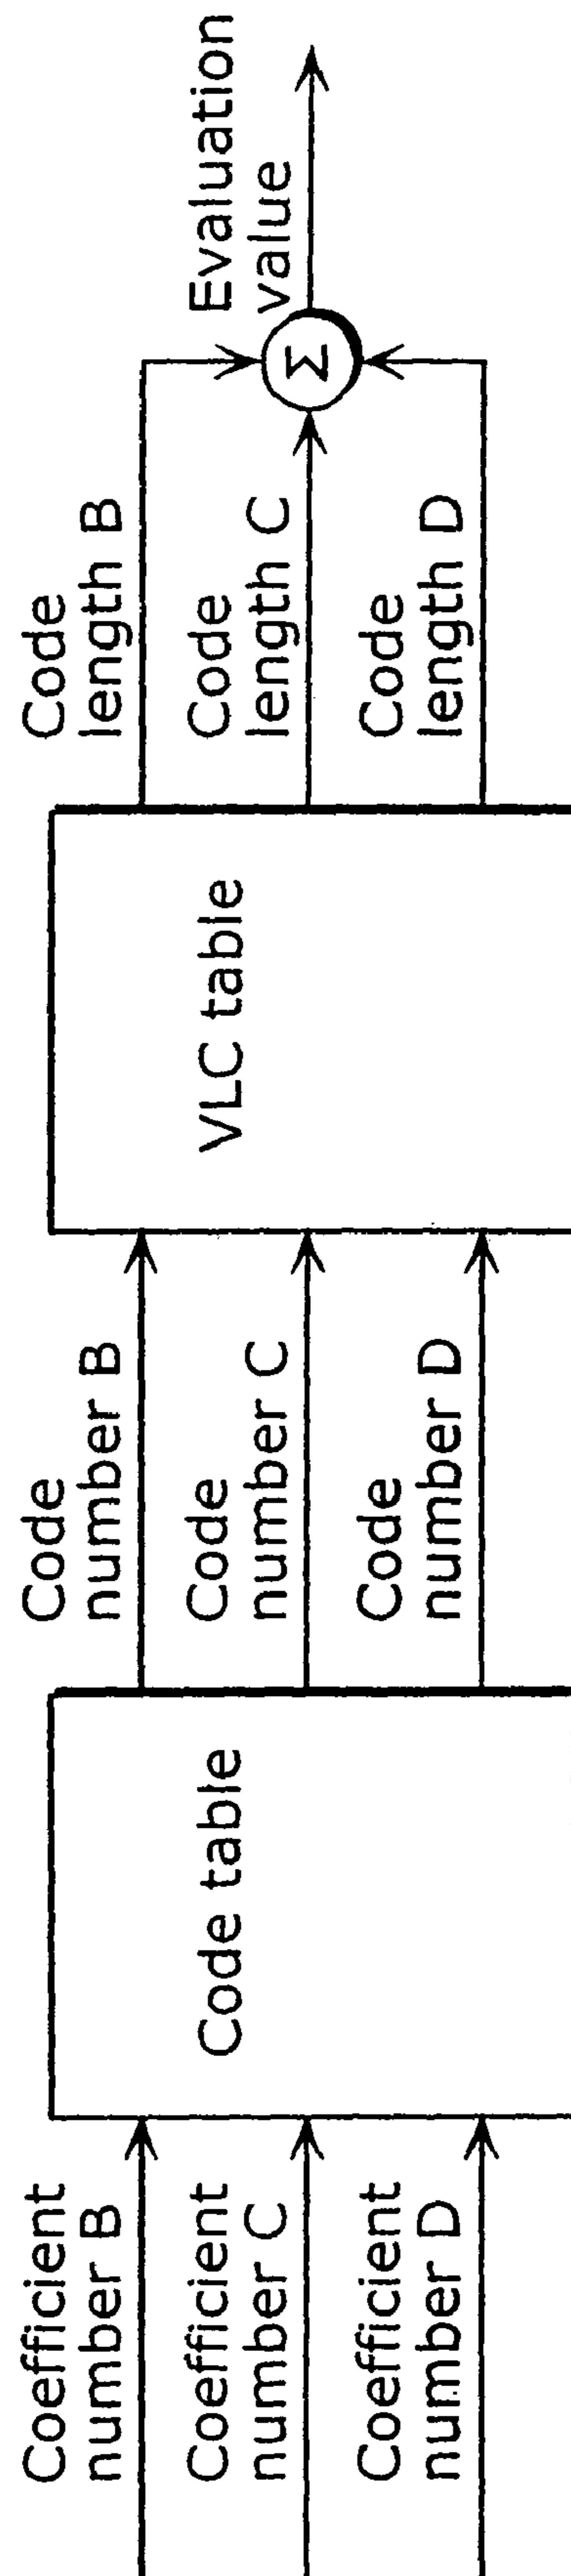 Coefficient
number B
Coefficient
number C
Coefficient
number D
Code table
Code
number B
Code
number C
Code
number D
VLC table
Code
length B
Code
length C
Code
length D
Σ
Evaluation
value